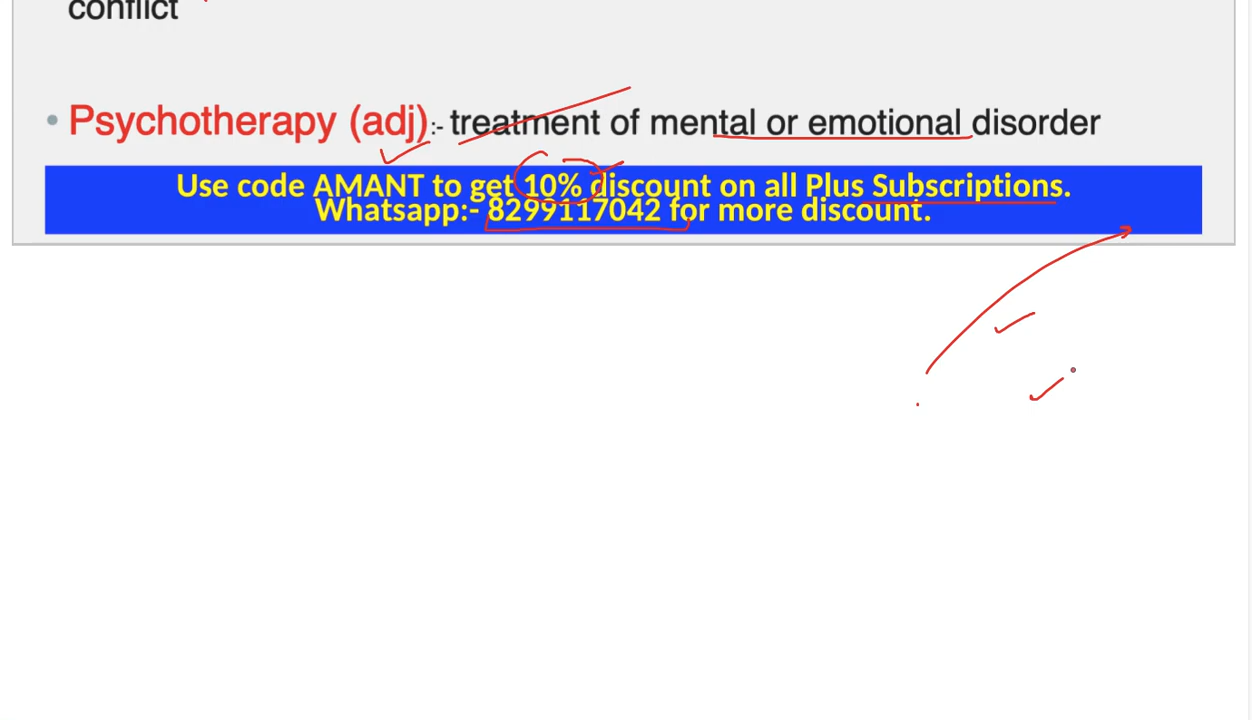 conflict
• Psychotherapy (adj):- treatment of mental or emotional disorder
Use code AMANT to get 10% discount on all Plus Subscriptions.
Whatsapp:- 8299117042 for more discount.